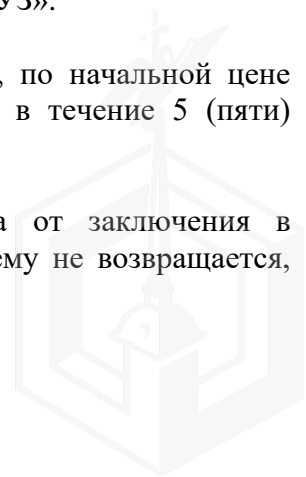 УЗ».
, по начальной цене
в течение 5 (пяти)
а от заключения в
ему не возвращается,